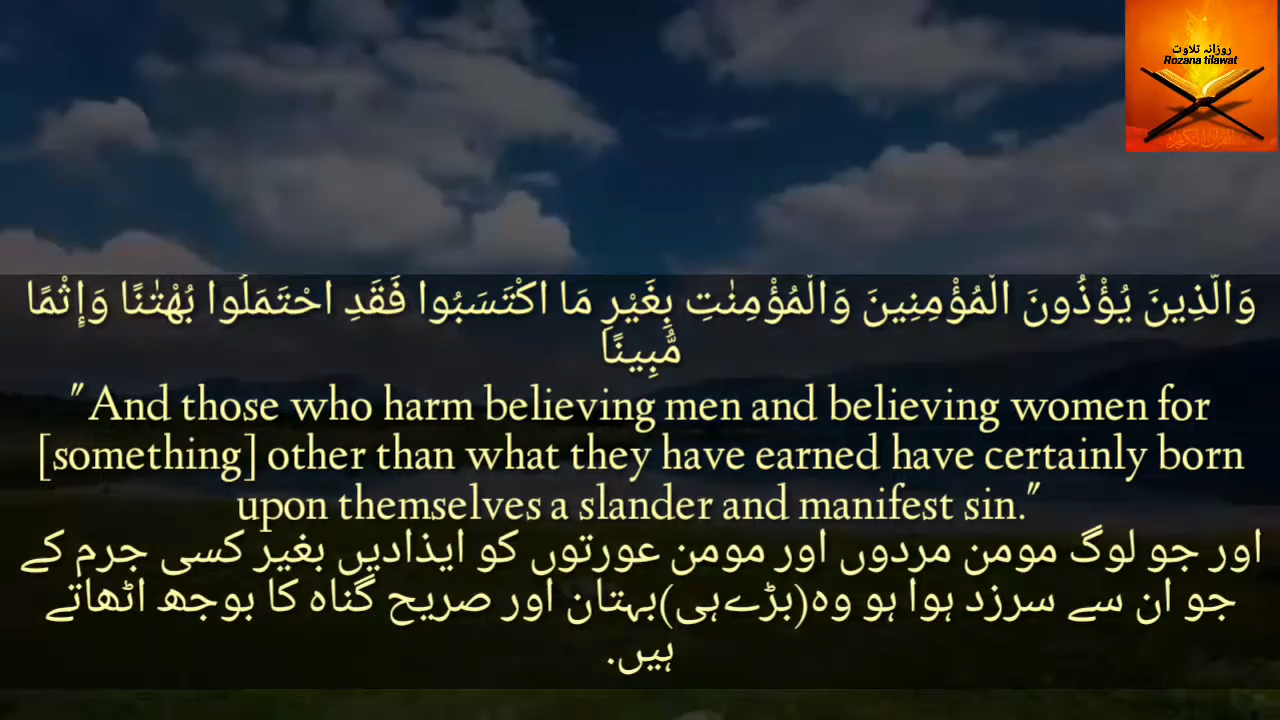 روزانہ تلاوت
Rozana tilawat
وَالَّذِينَ يُؤْذُونَ الْمُؤْمِنِينَ وَالْمُؤْمِنٰتِ بِغَيْرِ مَا اكْتَسَبُوا فَقَدِ احْتَمَلُوا بُهْتٰنًا وَإِثْمًا
مُّبِينًا
"And those who harm believing men and believing women for
[something] other than what they have earned have certainly born
upon themselves a slander and manifest sin."
اور جو لوگ مومن مردوں اور مومن عورتوں کو ایذادیں بغیر کسی جرم کے
جو ان سے سرزد ہوا ہو وہ(بڑےہی)بہتان اور صریح گناہ کا بوجھ اٹھاتے
ہیں.